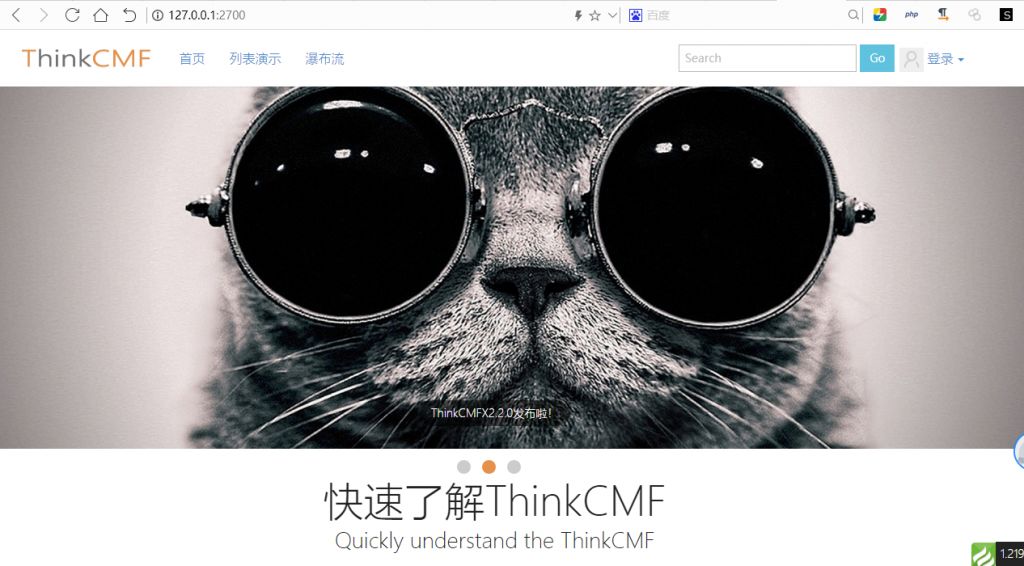 127.0.0.1:2700
百度
php
S
ThinkCMF 首页 列表演示 瀑布流 Search Go 登录
ThinkCMFX2.2.0发布啦!
快速了解ThinkCMF
Quickly understand the ThinkCMF
1.219